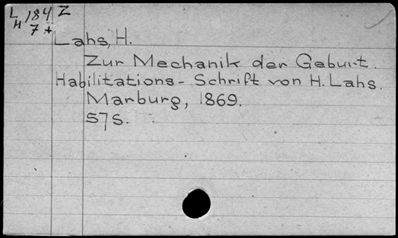 L 184 Z
H 7*
Lahs, H.
Zur Mechanik der Geburt.
Habilitations-Schrift von H. Lahs.
Marburg, 1869.
57S.